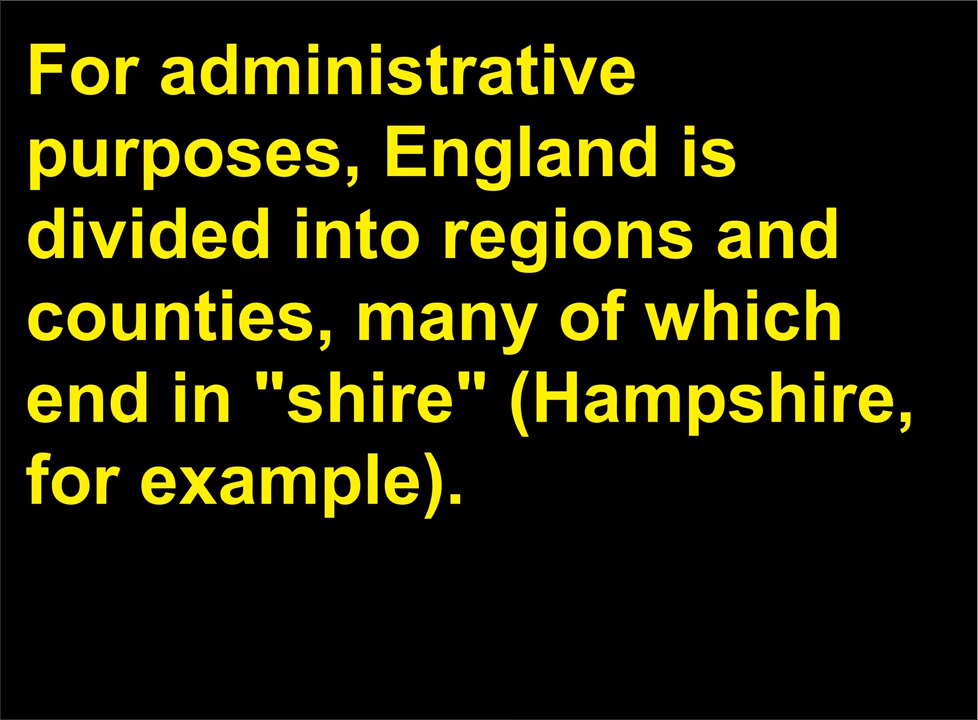 For administrative
purposes, England is
divided into regions and
counties, many of which
end in "shire" (Hampshire,
for example).